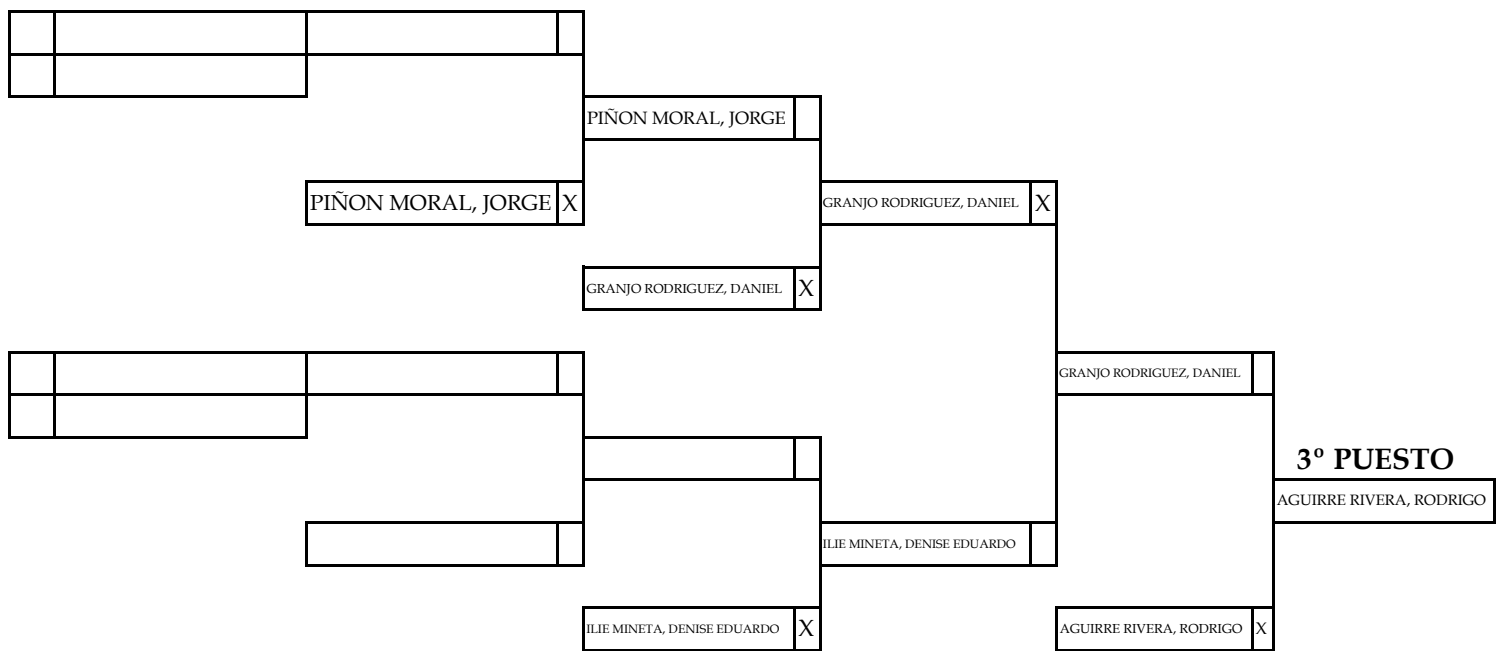 PIÑON MORAL, JORGE
PIÑON MORAL, JORGE X
GRANJO RODRIGUEZ, DANIEL X
GRANJO RODRIGUEZ, DANIEL X
GRANJO RODRIGUEZ, DANIEL
3º PUESTO
AGUIRRE RIVERA, RODRIGO
ILIE MINETA, DENISE EDUARDO
ILIE MINETA, DENISE EDUARDO X
AGUIRRE RIVERA, RODRIGO X